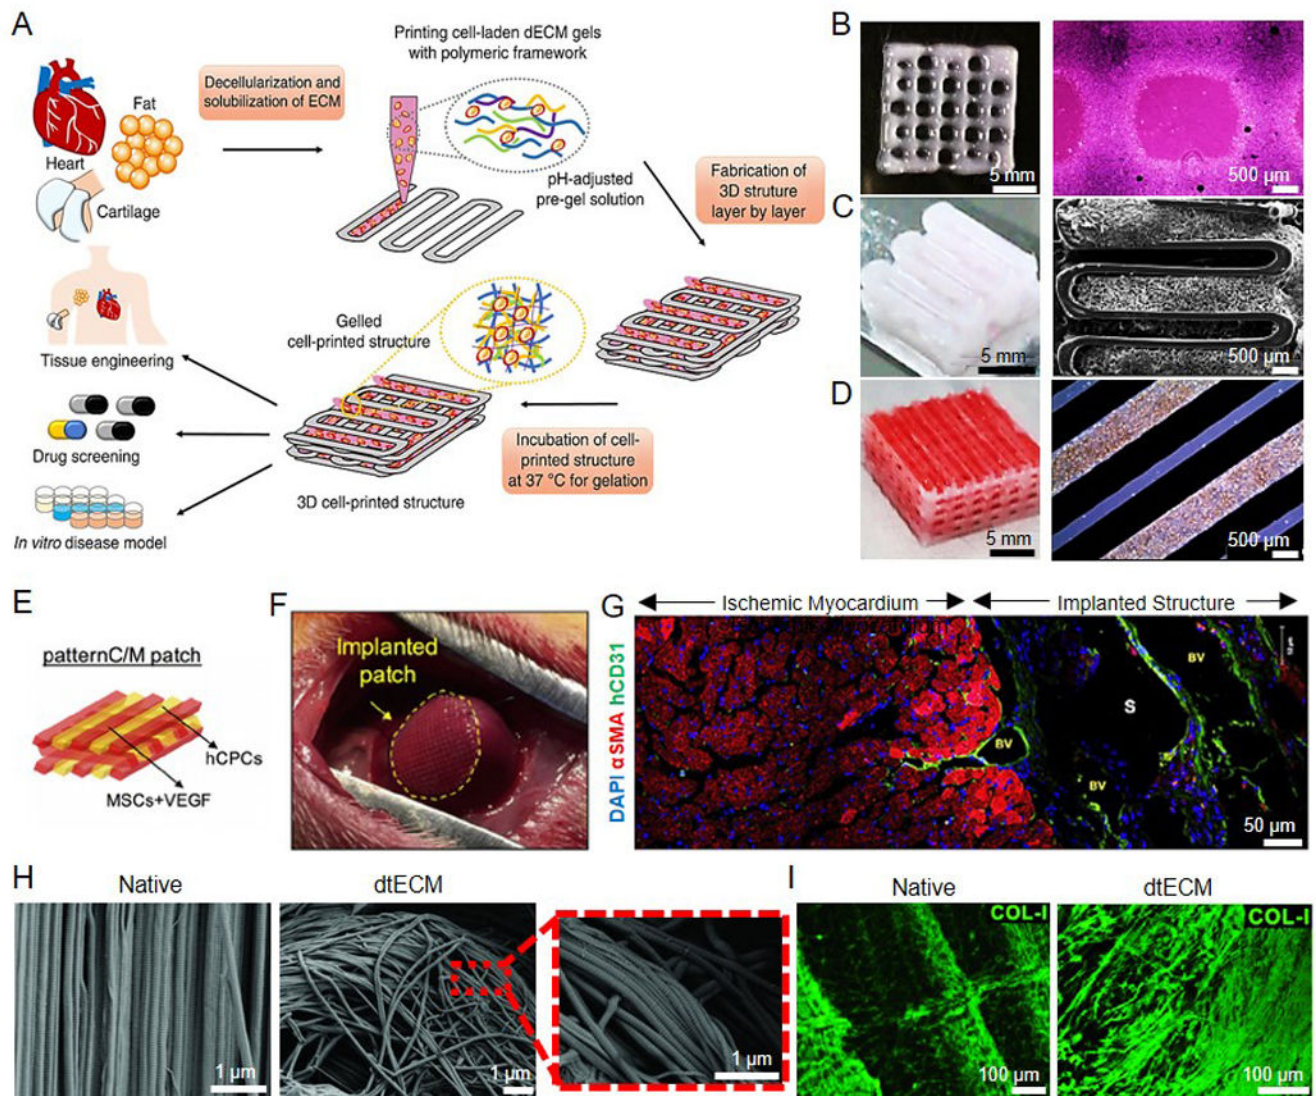 A
Printing cell-laden dECM gels
with polymeric framework
Decellularization and
solubilization of ECM
Fat
Heart
Cartilage
pH-adjusted
pre-gel solution
Fabrication of
3D struture
layer by layer
Gelled
cell-printed structure
Tissue engineering
Incubation of cell-
printed structure
at 37 °C for gelation
Drug screening
3D cell-printed structure
In vitro disease model
B
5 mm
500 µm
C
5 mm
500 µm
D
5 mm
500 µm
E
patternC/M patch
hCPCs
MSCs+VEGF
F
Implanted
patch
G
Ischemic Myocardium
Implanted Structure
DAPI αSMA hCD31
BV
S
BV
BV
50 µm
H
Native
dtECM
1 µm
1 µm
1 µm
I
Native
dtECM
COL-I
COL-I
100 µm
100 µm